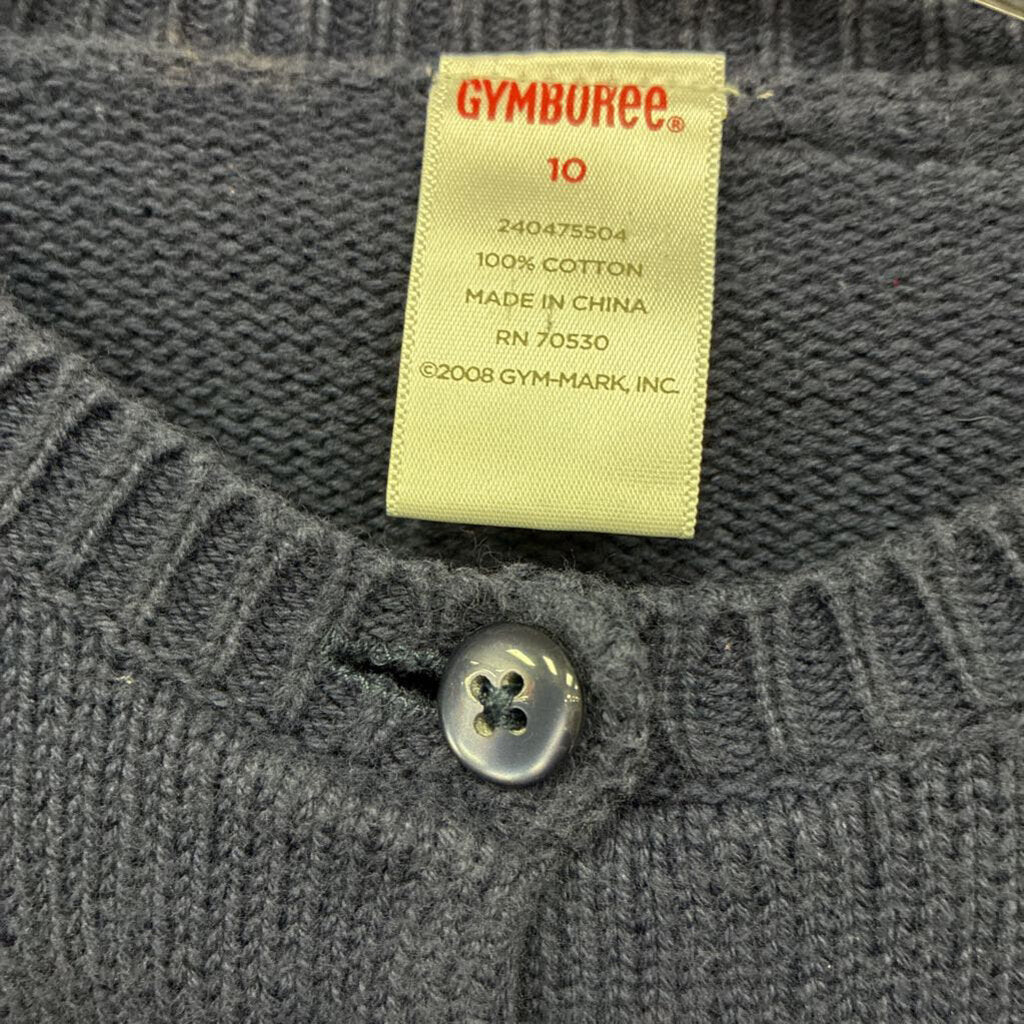 GYMBOREE®
10
240475504
100% COTTON
MADE IN CHINA
RN 70530
©2008 GYM-MARK, INC.